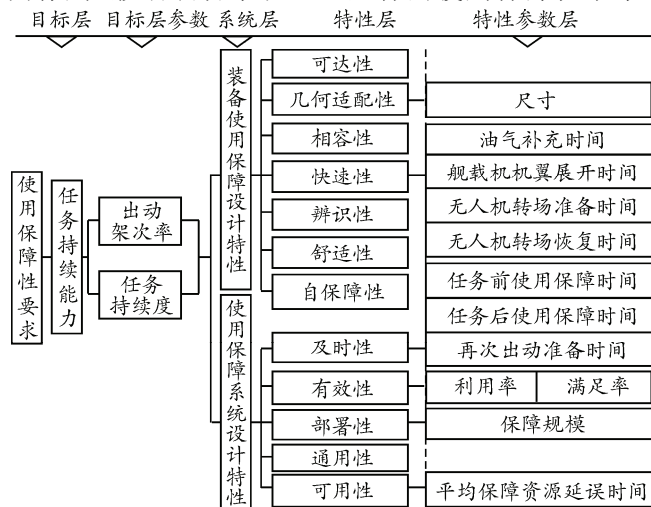 目标层 目标层参数 系统层 特性层 特性参数层
使用保障性要求
任务持续能力
出动
架次率
任务
持续度
装备使用保障设计特性
使用保障系统设计特性
可达性
几何适配性
相容性
快速性
辨识性
舒适性
自保障性
及时性
有效性
部署性
通用性
可用性
尺寸
油气补充时间
舰载机机翼展开时间
无人机转场准备时间
无人机转场恢复时间
任务前使用保障时间
任务后使用保障时间
再次出动准备时间
利用率 满足率
保障规模
平均保障资源延误时间